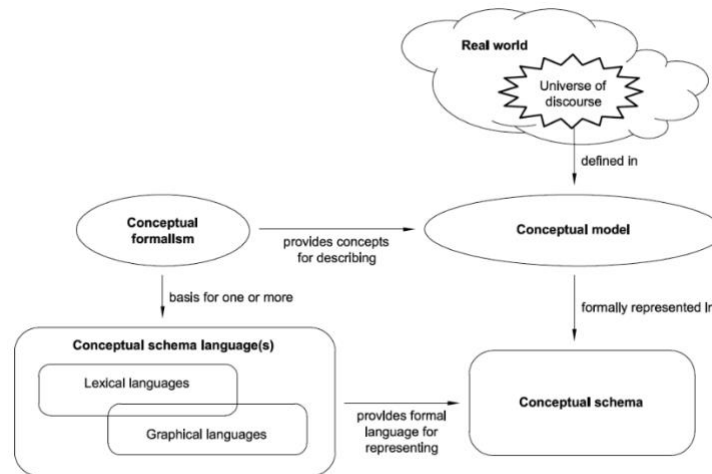 Real world
Universe of
discourse
defined in
Conceptual
formalism
provides concepts
for describing
Conceptual model
basis for one or more
formally represented In
Conceptual schema language(s)
Lexical languages
Graphical languages
provides formal
language for
representing
Conceptual schema